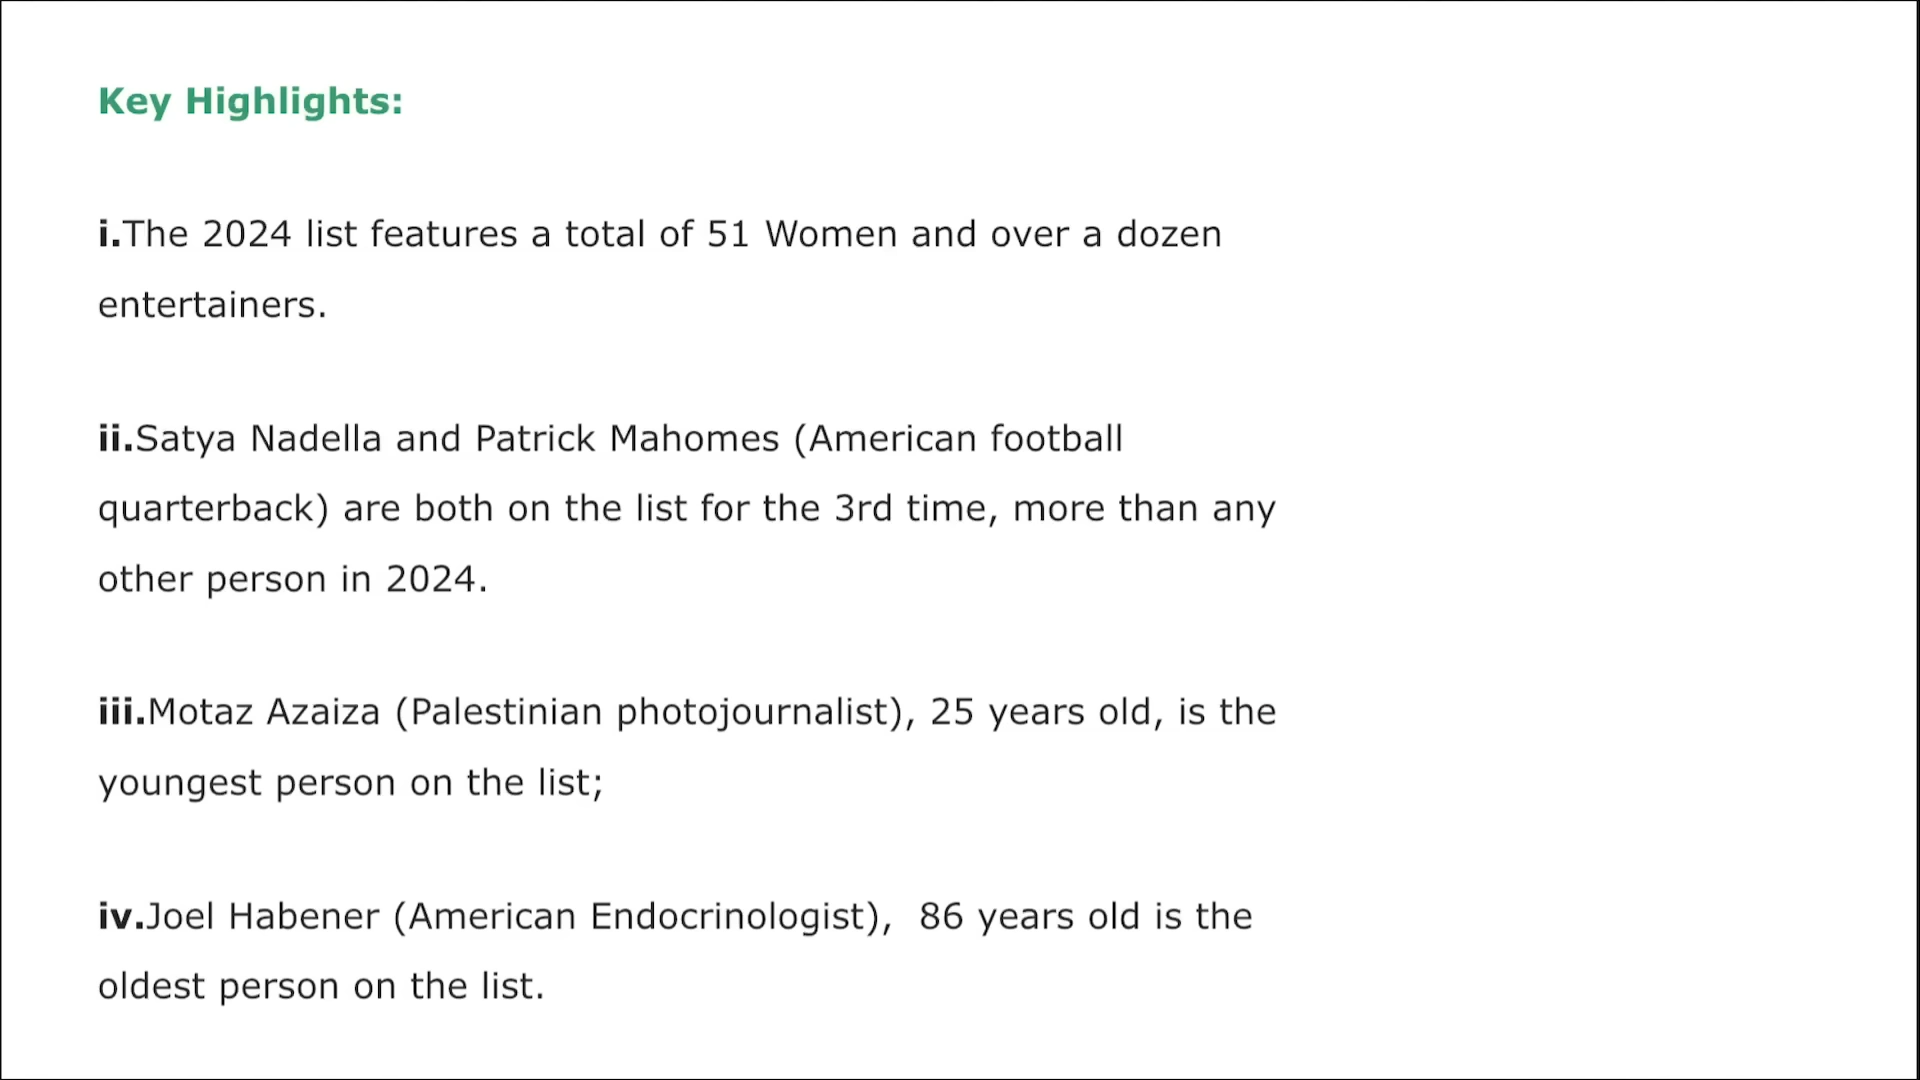 Key Highlights:
i.The 2024 list features a total of 51 Women and over a dozen
entertainers.
ii.Satya Nadella and Patrick Mahomes (American football
quarterback) are both on the list for the 3rd time, more than any
other person in 2024.
iii.Motaz Azaiza (Palestinian photojournalist), 25 years old, is the
youngest person on the list;
iv.Joel Habener (American Endocrinologist),  86 years old is the
oldest person on the list.